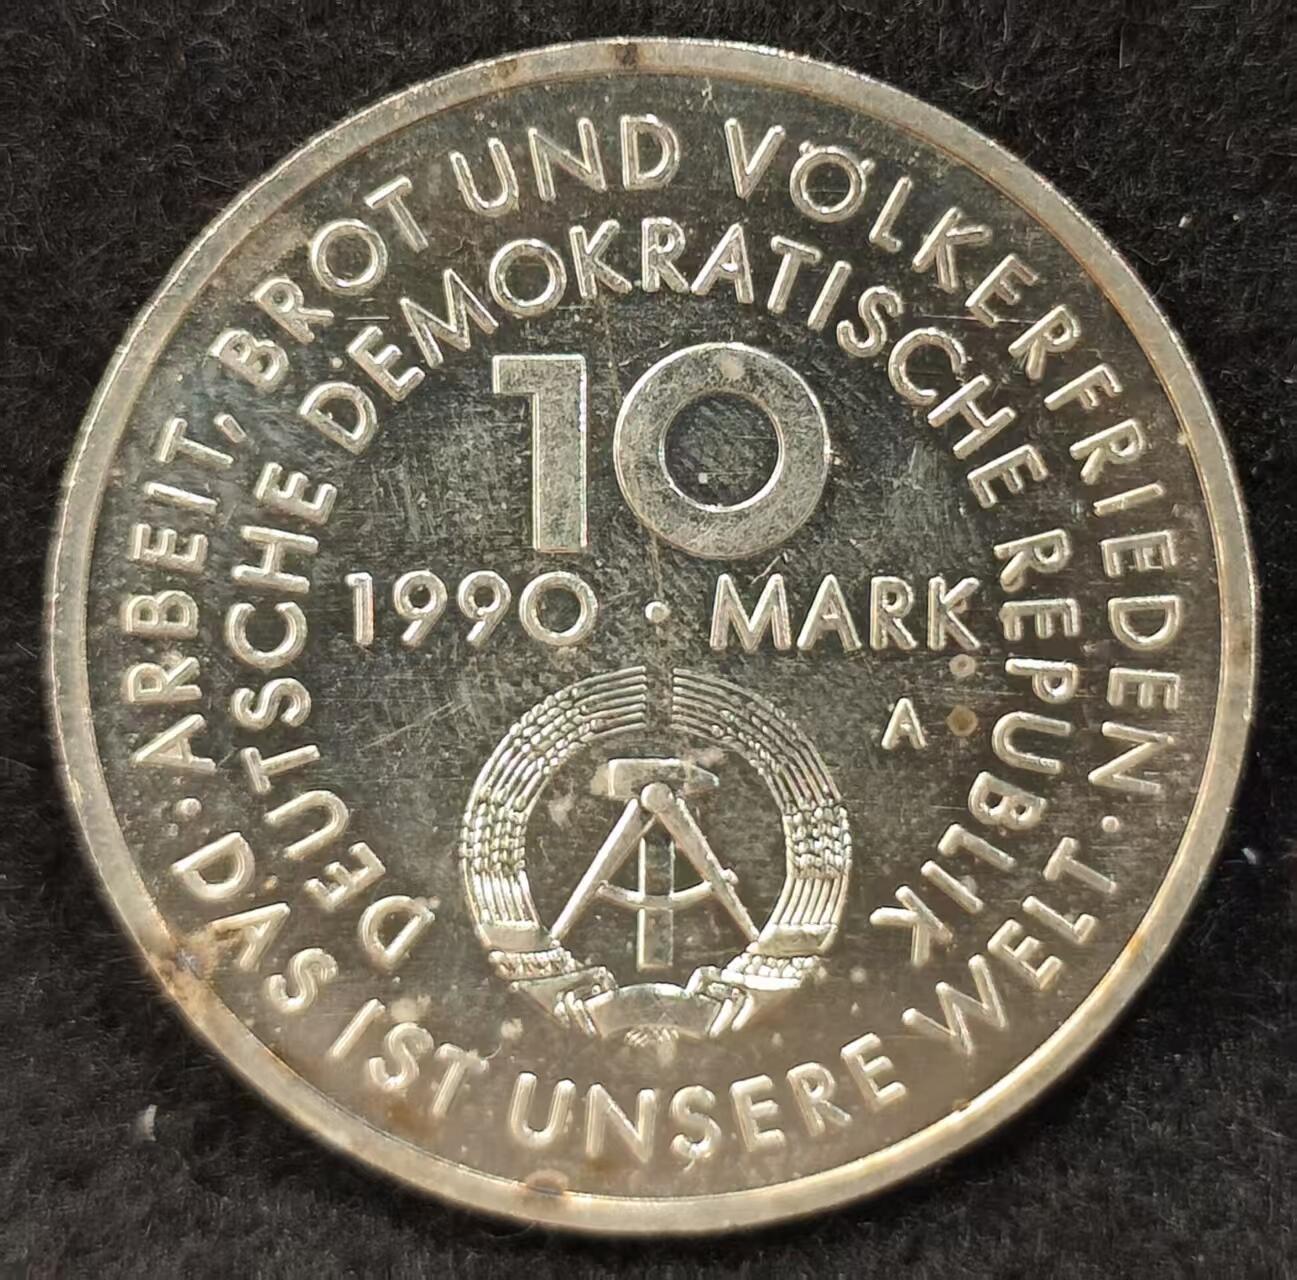 ARBEIT, BROT UND VÖLKERFRIEDEN · DAS IST UNSERE WELT ·
DEUTSCHE DEMOKRATISCHE REPUBLIK
10
1990 · MARK
A